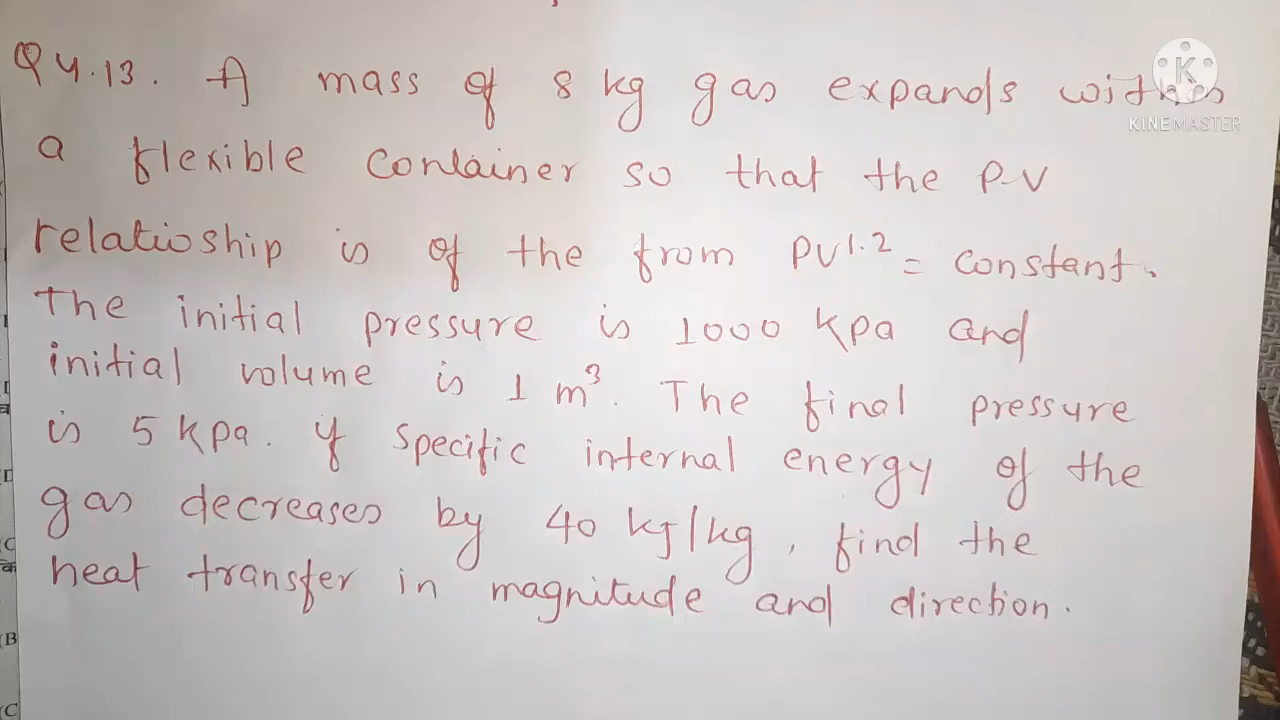 Q 4.13. A mass of 8 kg gas expands within
KINEMASTER
a flexible container so that the P-V
relatioship is of the from PV^1.2 = constant.
The initial pressure is 1000 kpa and
initial volume is 1 m³. The final pressure
is 5 kpa. if specific internal energy of the
gas decreases by 40 kJ/kg, find the
heat transfer in magnitude and direction.